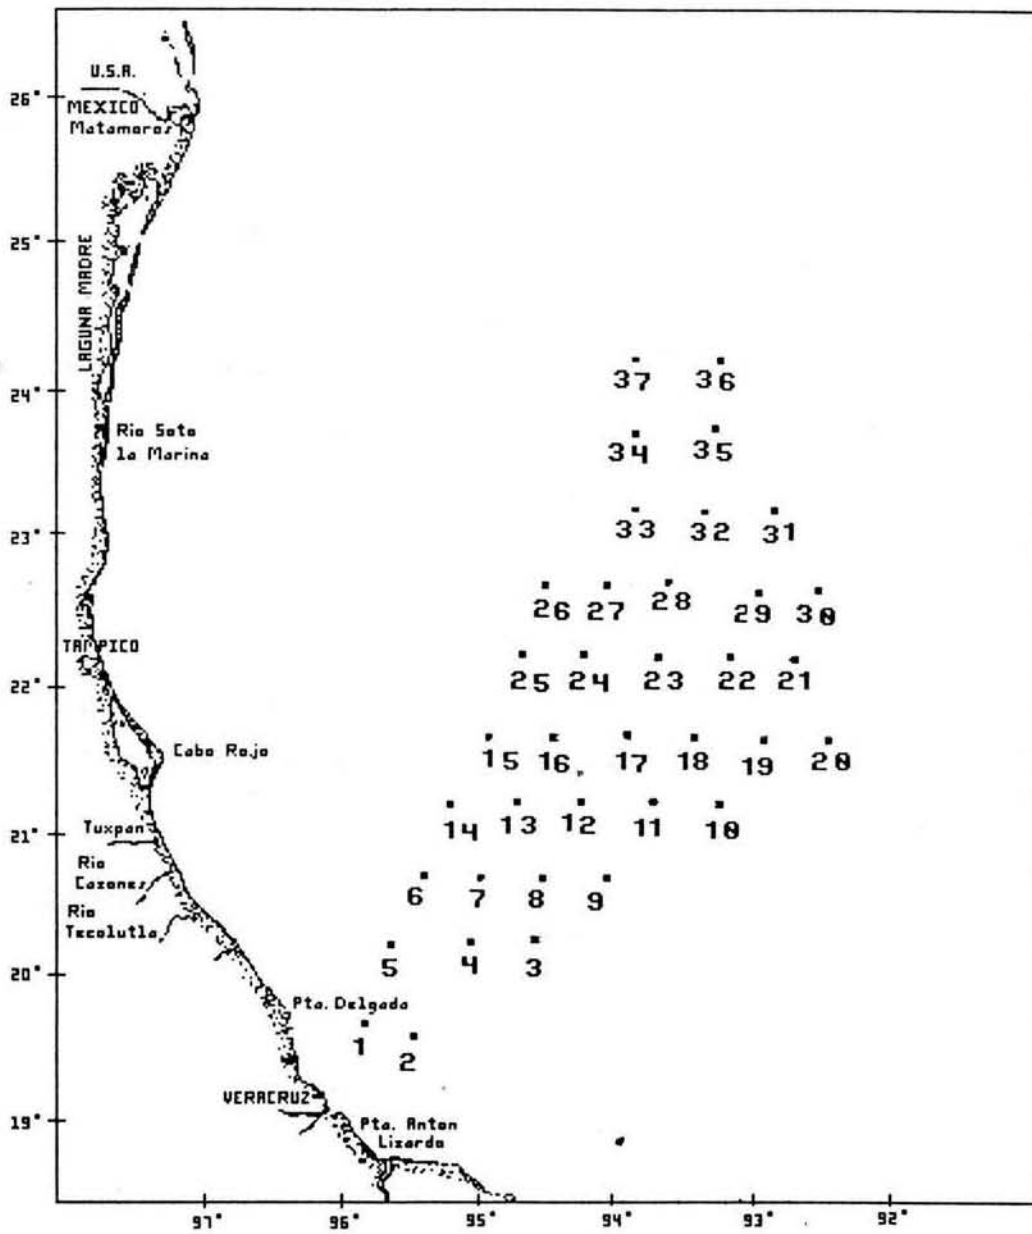 U.S.A.
26°
MEXICO
Matamoros
25°
LAGUNA MADRE
37 36
24°
Rio Soto
la Marina
34 35
23°
33 32 31
26 27 28 29 30
TAMPICO
25 24 23 22 21
22°
Cabo Rojo
15 16 17 18 19 20
21°
Tuxpan
14 13 12 11 10
Rio
Cazones
6 7 8 9
Rio
Tecolutla
5 4 3
20°
Pta. Delgada
1 2
VERACRUZ
19°
Pta. Anton
Lizardo
97° 96° 95° 94° 93° 92°